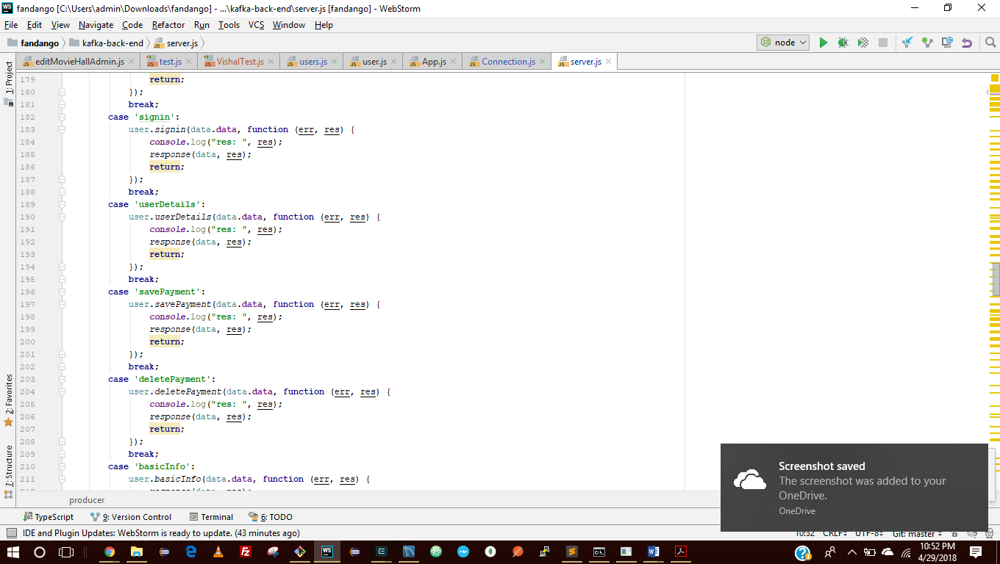 fandango [C:\Users\admin\Downloads\fandango] - ...\kafka-back-end\server.js [fandango] - WebStorm
File Edit View Navigate Code Refactor Run Tools VCS Window Help
fandango kafka-back-end server.js node
editMovieHallAdmin.js test.js VishalTest.js users.js user.js App.js Connection.js server.js
1: Project
2: Favorites
7: Structure
179 return;
180 });
181 break;
182 case 'signin':
183 user.signin(data.data, function (err, res) {
184 console.log("res: ", res);
185 response(data, res);
186 return;
187 });
188 break;
189 case 'userDetails':
190 user.userDetails(data.data, function (err, res) {
191 console.log("res: ", res);
192 response(data, res);
193 return;
194 });
195 break;
196 case 'savePayment':
197 user.savePayment(data.data, function (err, res) {
198 console.log("res: ", res);
199 response(data, res);
200 return;
201 });
202 break;
203 case 'deletePayment':
204 user.deletePayment(data.data, function (err, res) {
205 console.log("res: ", res);
206 response(data, res);
207 return;
208 });
209 break;
210 case 'basicInfo':
211 user.basicInfo(data.data, function (err, res) {
producer
Screenshot saved
The screenshot was added to your
OneDrive.
OneDrive
TypeScript 9: Version Control Terminal 6: TODO
IDE and Plugin Updates: WebStorm is ready to update. (43 minutes ago) 10:32 CRLF UTF-8 Git: master
10:52 PM
4/29/2018